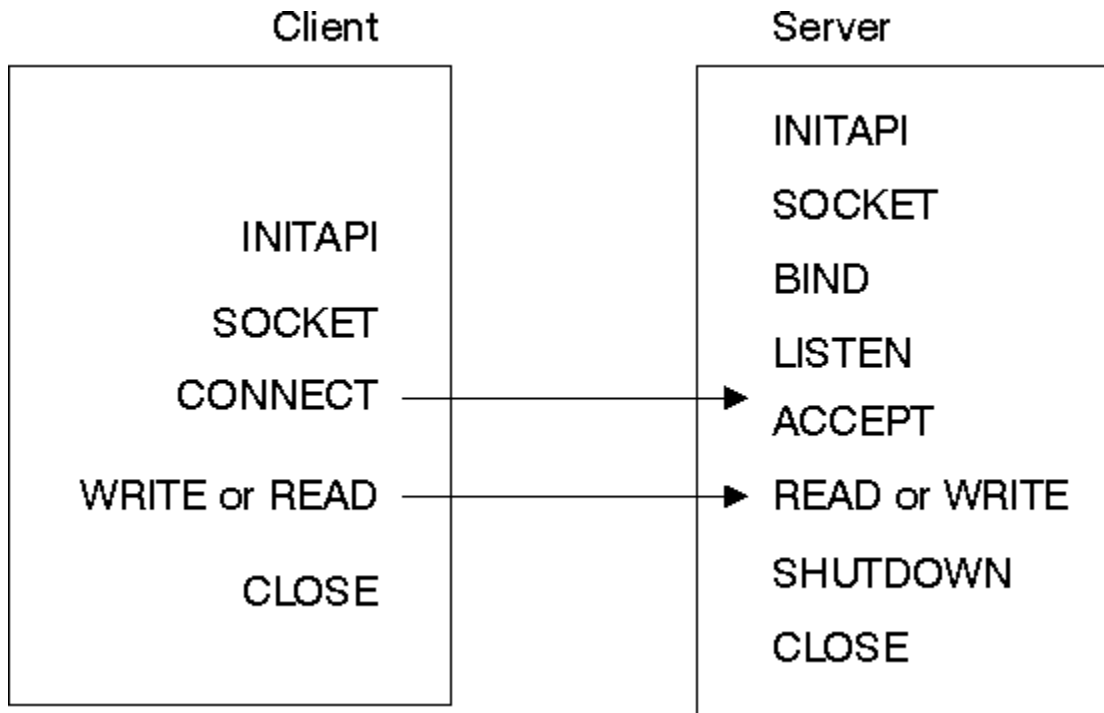 Client
Server
INITAPI
SOCKET
CONNECT
WRITE or READ
CLOSE
INITAPI
SOCKET
BIND
LISTEN
ACCEPT
READ or WRITE
SHUTDOWN
CLOSE